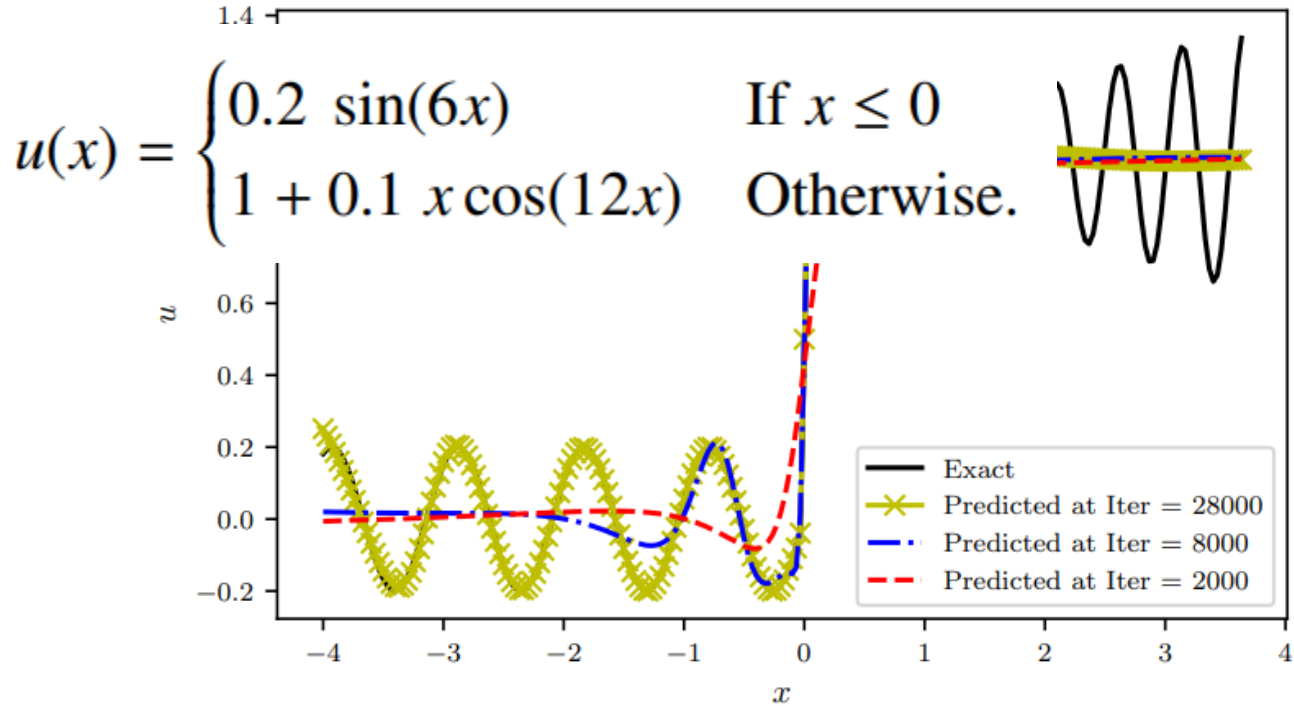 1.4
u(x) = { 0.2 sin(6x) If x ≤ 0
1 + 0.1 x cos(12x) Otherwise.
u
0.6
0.4
0.2
0.0
−0.2
Exact
Predicted at Iter = 28000
Predicted at Iter = 8000
Predicted at Iter = 2000
−4 −3 −2 −1 0 1 2 3 4
x